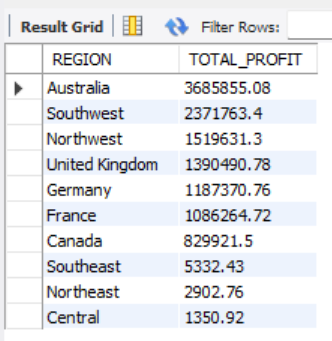 Result Grid Filter Rows:
REGION TOTAL_PROFIT
Australia 3685855.08
Southwest 2371763.4
Northwest 1519631.3
United Kingdom 1390490.78
Germany 1187370.76
France 1086264.72
Canada 829921.5
Southeast 5332.43
Northeast 2902.76
Central 1350.92